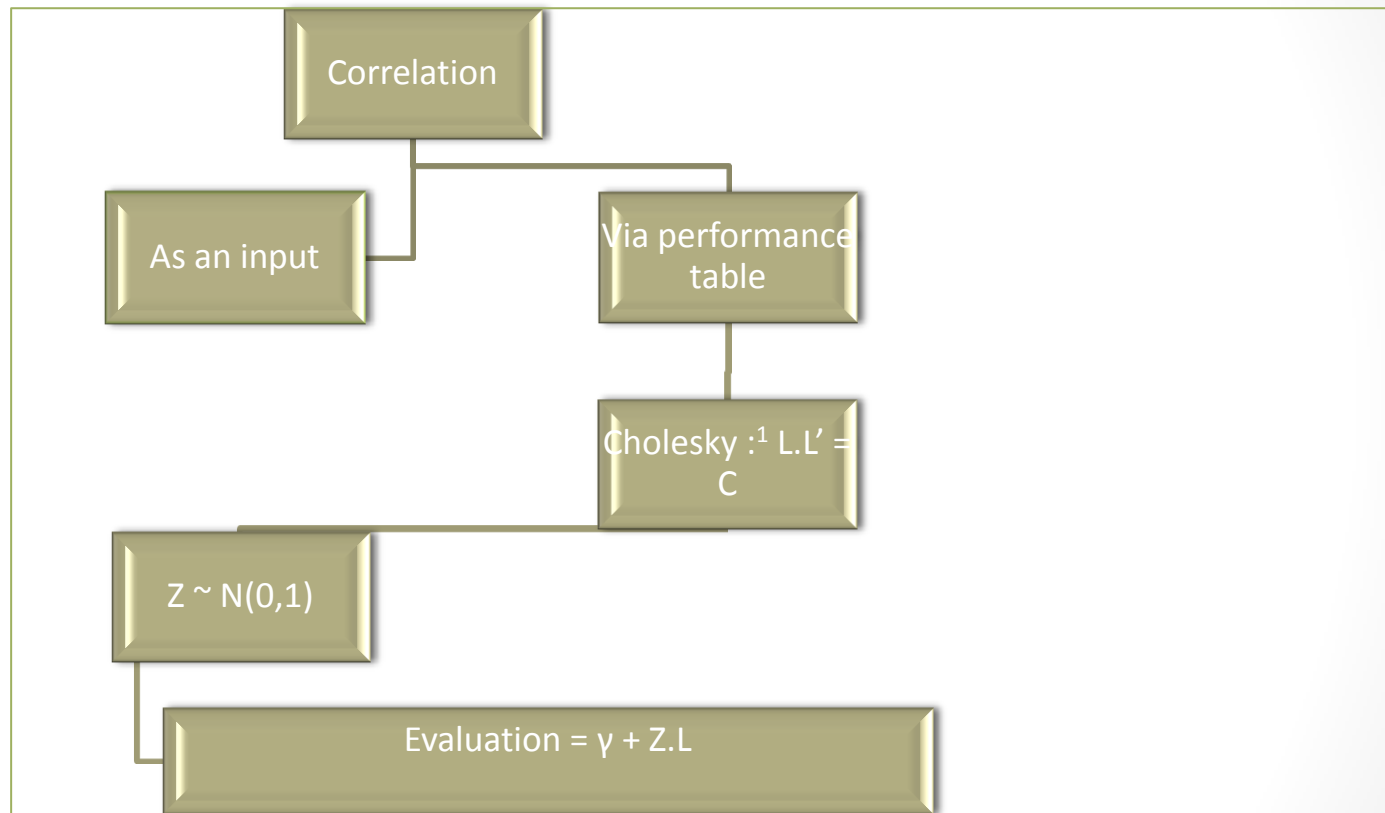 Correlation
As an input
Via performance
table
Cholesky :¹ L.L’ =
C
Z ~ N(0,1)
Evaluation = γ + Z.L